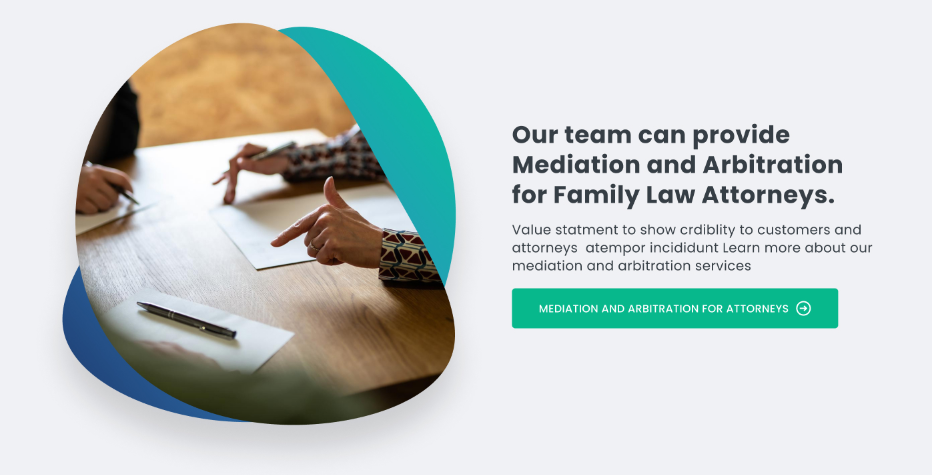 Our team can provide
Mediation and Arbitration
for Family Law Attorneys.
Value statment to show crdiblity to customers and
attorneys  atempor incididunt Learn more about our
mediation and arbitration services
MEDIATION AND ARBITRATION FOR ATTORNEYS